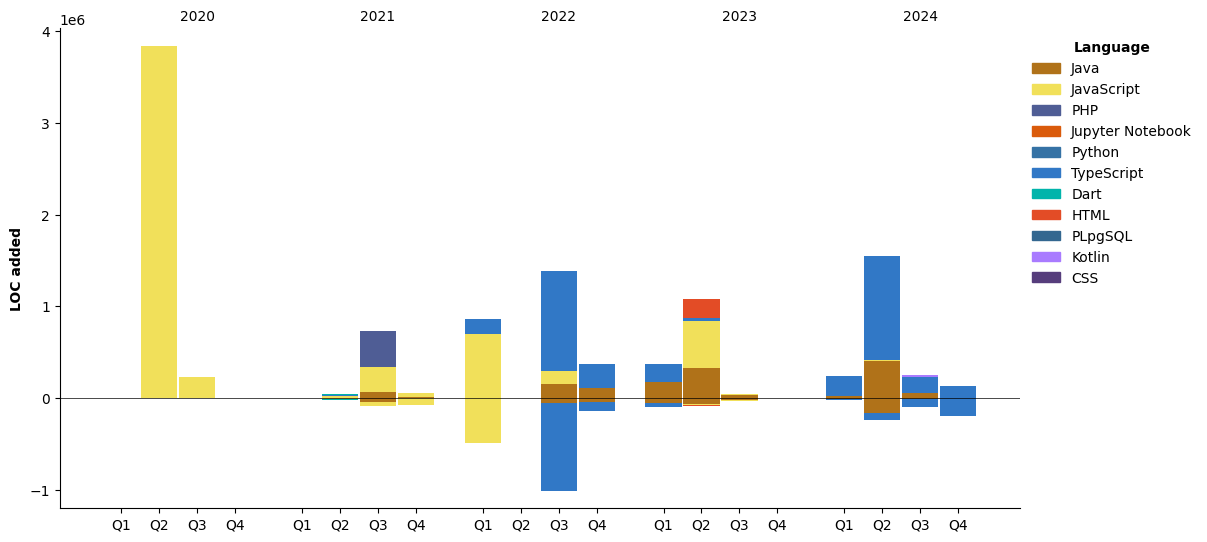 1e6
2020 2021 2022 2023 2024
4
3
2
1
0
−1
LOC added
Q1 Q2 Q3 Q4 Q1 Q2 Q3 Q4 Q1 Q2 Q3 Q4 Q1 Q2 Q3 Q4 Q1 Q2 Q3 Q4
Language
Java
JavaScript
PHP
Jupyter Notebook
Python
TypeScript
Dart
HTML
PLpgSQL
Kotlin
CSS